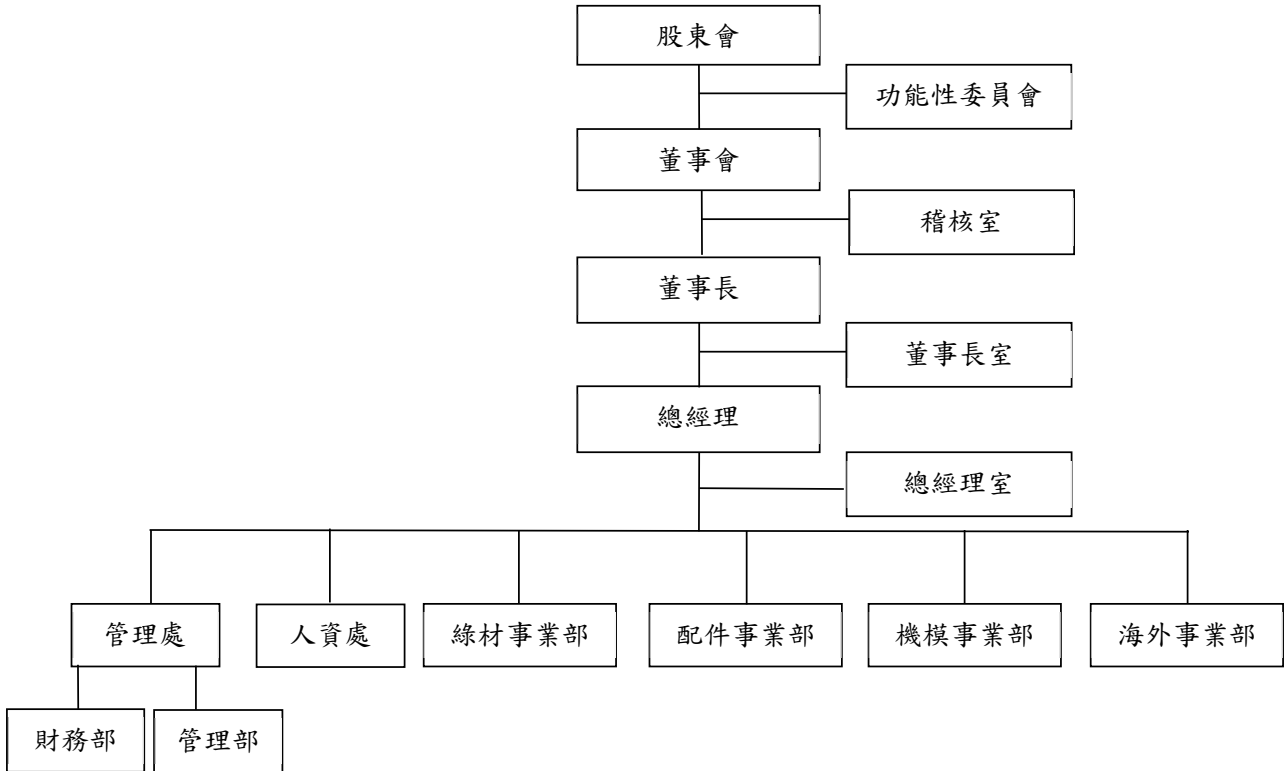 股東會
功能性委員會
董事會
稽核室
董事長
董事長室
總經理
總經理室
管理處
人資處
綠材事業部
配件事業部
機模事業部
海外事業部
財務部
管理部